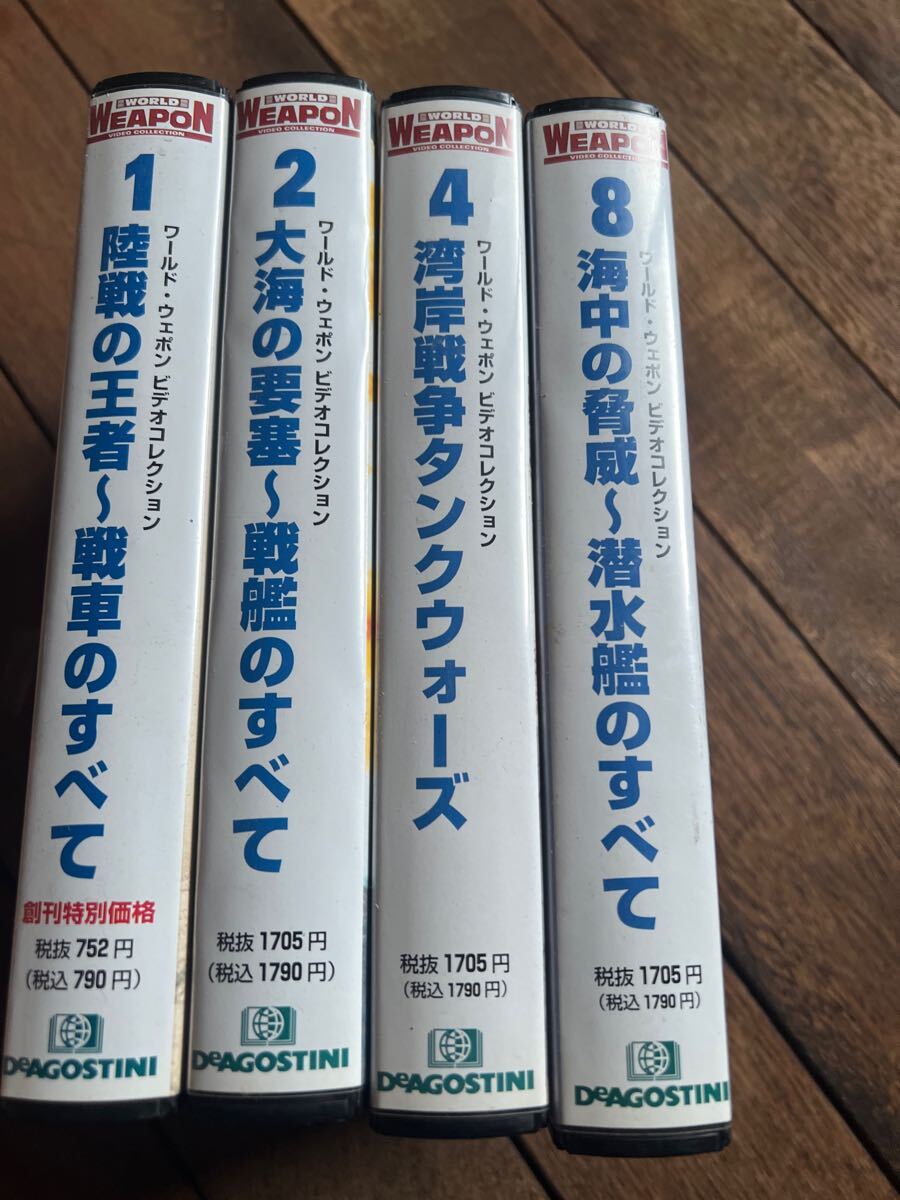 WORLD
WEAPON
VIDEO COLLECTION
1
ワールド・ウェポン ビデオコレクション
陸戦の王者～戦車のすべて
創刊特別価格
税抜752円
(税込790円)
DeAGOSTINI
WORLD
WEAPON
VIDEO COLLECTION
2
ワールド・ウェポン ビデオコレクション
大海の要塞～戦艦のすべて
税抜1705円
(税込1790円)
DeAGOSTINI
WORLD
WEAPON
VIDEO COLLECTION
4
ワールド・ウェポン ビデオコレクション
湾岸戦争タンクウォーズ
税抜1705円
(税込1790円)
DeAGOSTINI
WORLD
WEAPON
VIDEO COLLECTION
8
ワールド・ウェポン ビデオコレクション
海中の脅威～潜水艦のすべて
税抜1705円
(税込1790円)
DeAGOSTINI